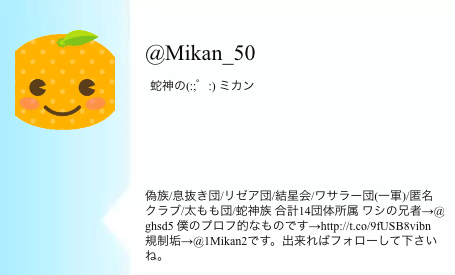 @Mikan_50
蛇神の(:;゛:) ミカン
偽族/息抜き団/リゼア団/結星会/ワサラー団(一軍)/匿名
クラブ/太もも団/蛇神族 合計14団体所属 ワシの兄者→@
ghsd5 僕のプロフ的なものです→http://t.co/9fUSB8vibn
規制垢→@1Mikan2です。出来ればフォローして下さい
ね。